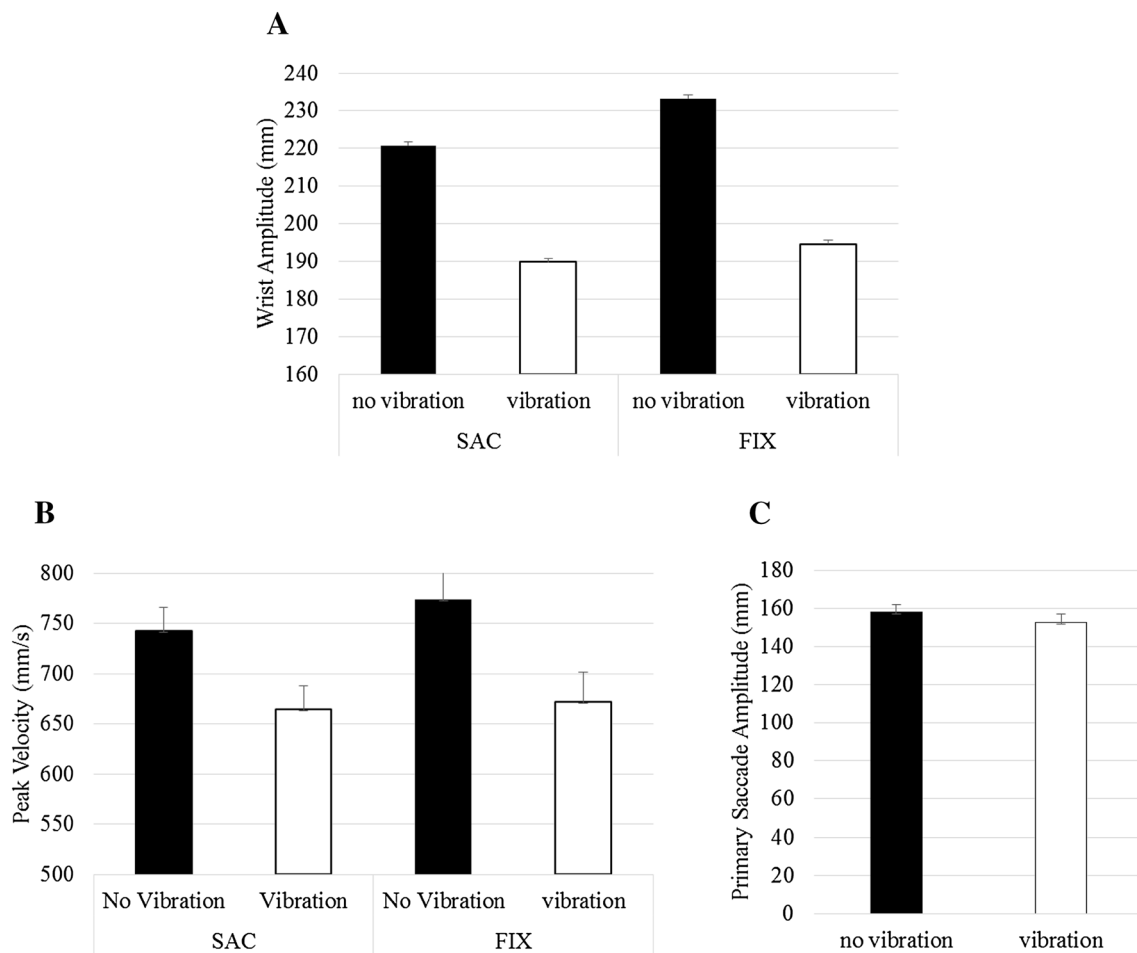 A
Wrist Amplitude (mm)
240
230
220
210
200
190
180
170
160
no vibration vibration no vibration vibration
SAC FIX
B
Peak Velocity (mm/s)
800
750
700
650
600
550
500
No Vibration Vibration No Vibration vibration
SAC FIX
C
Primary Saccade Amplitude (mm)
180
160
140
120
100
80
60
40
20
0
no vibration vibration